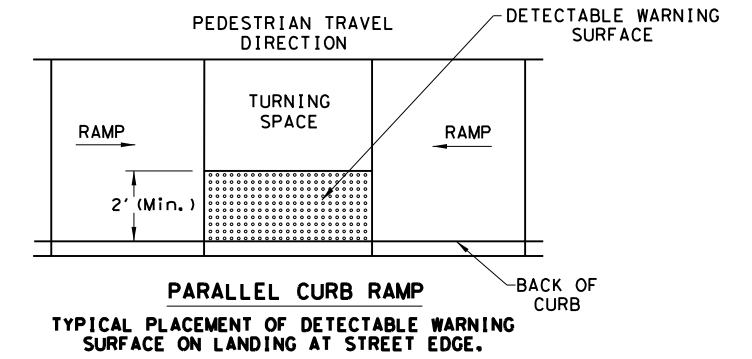 PEDESTRIAN TRAVEL
DIRECTION
DETECTABLE WARNING
SURFACE
TURNING
SPACE
RAMP
RAMP
2' (Min.)
BACK OF
CURB
PARALLEL CURB RAMP
TYPICAL PLACEMENT OF DETECTABLE WARNING
SURFACE ON LANDING AT STREET EDGE.